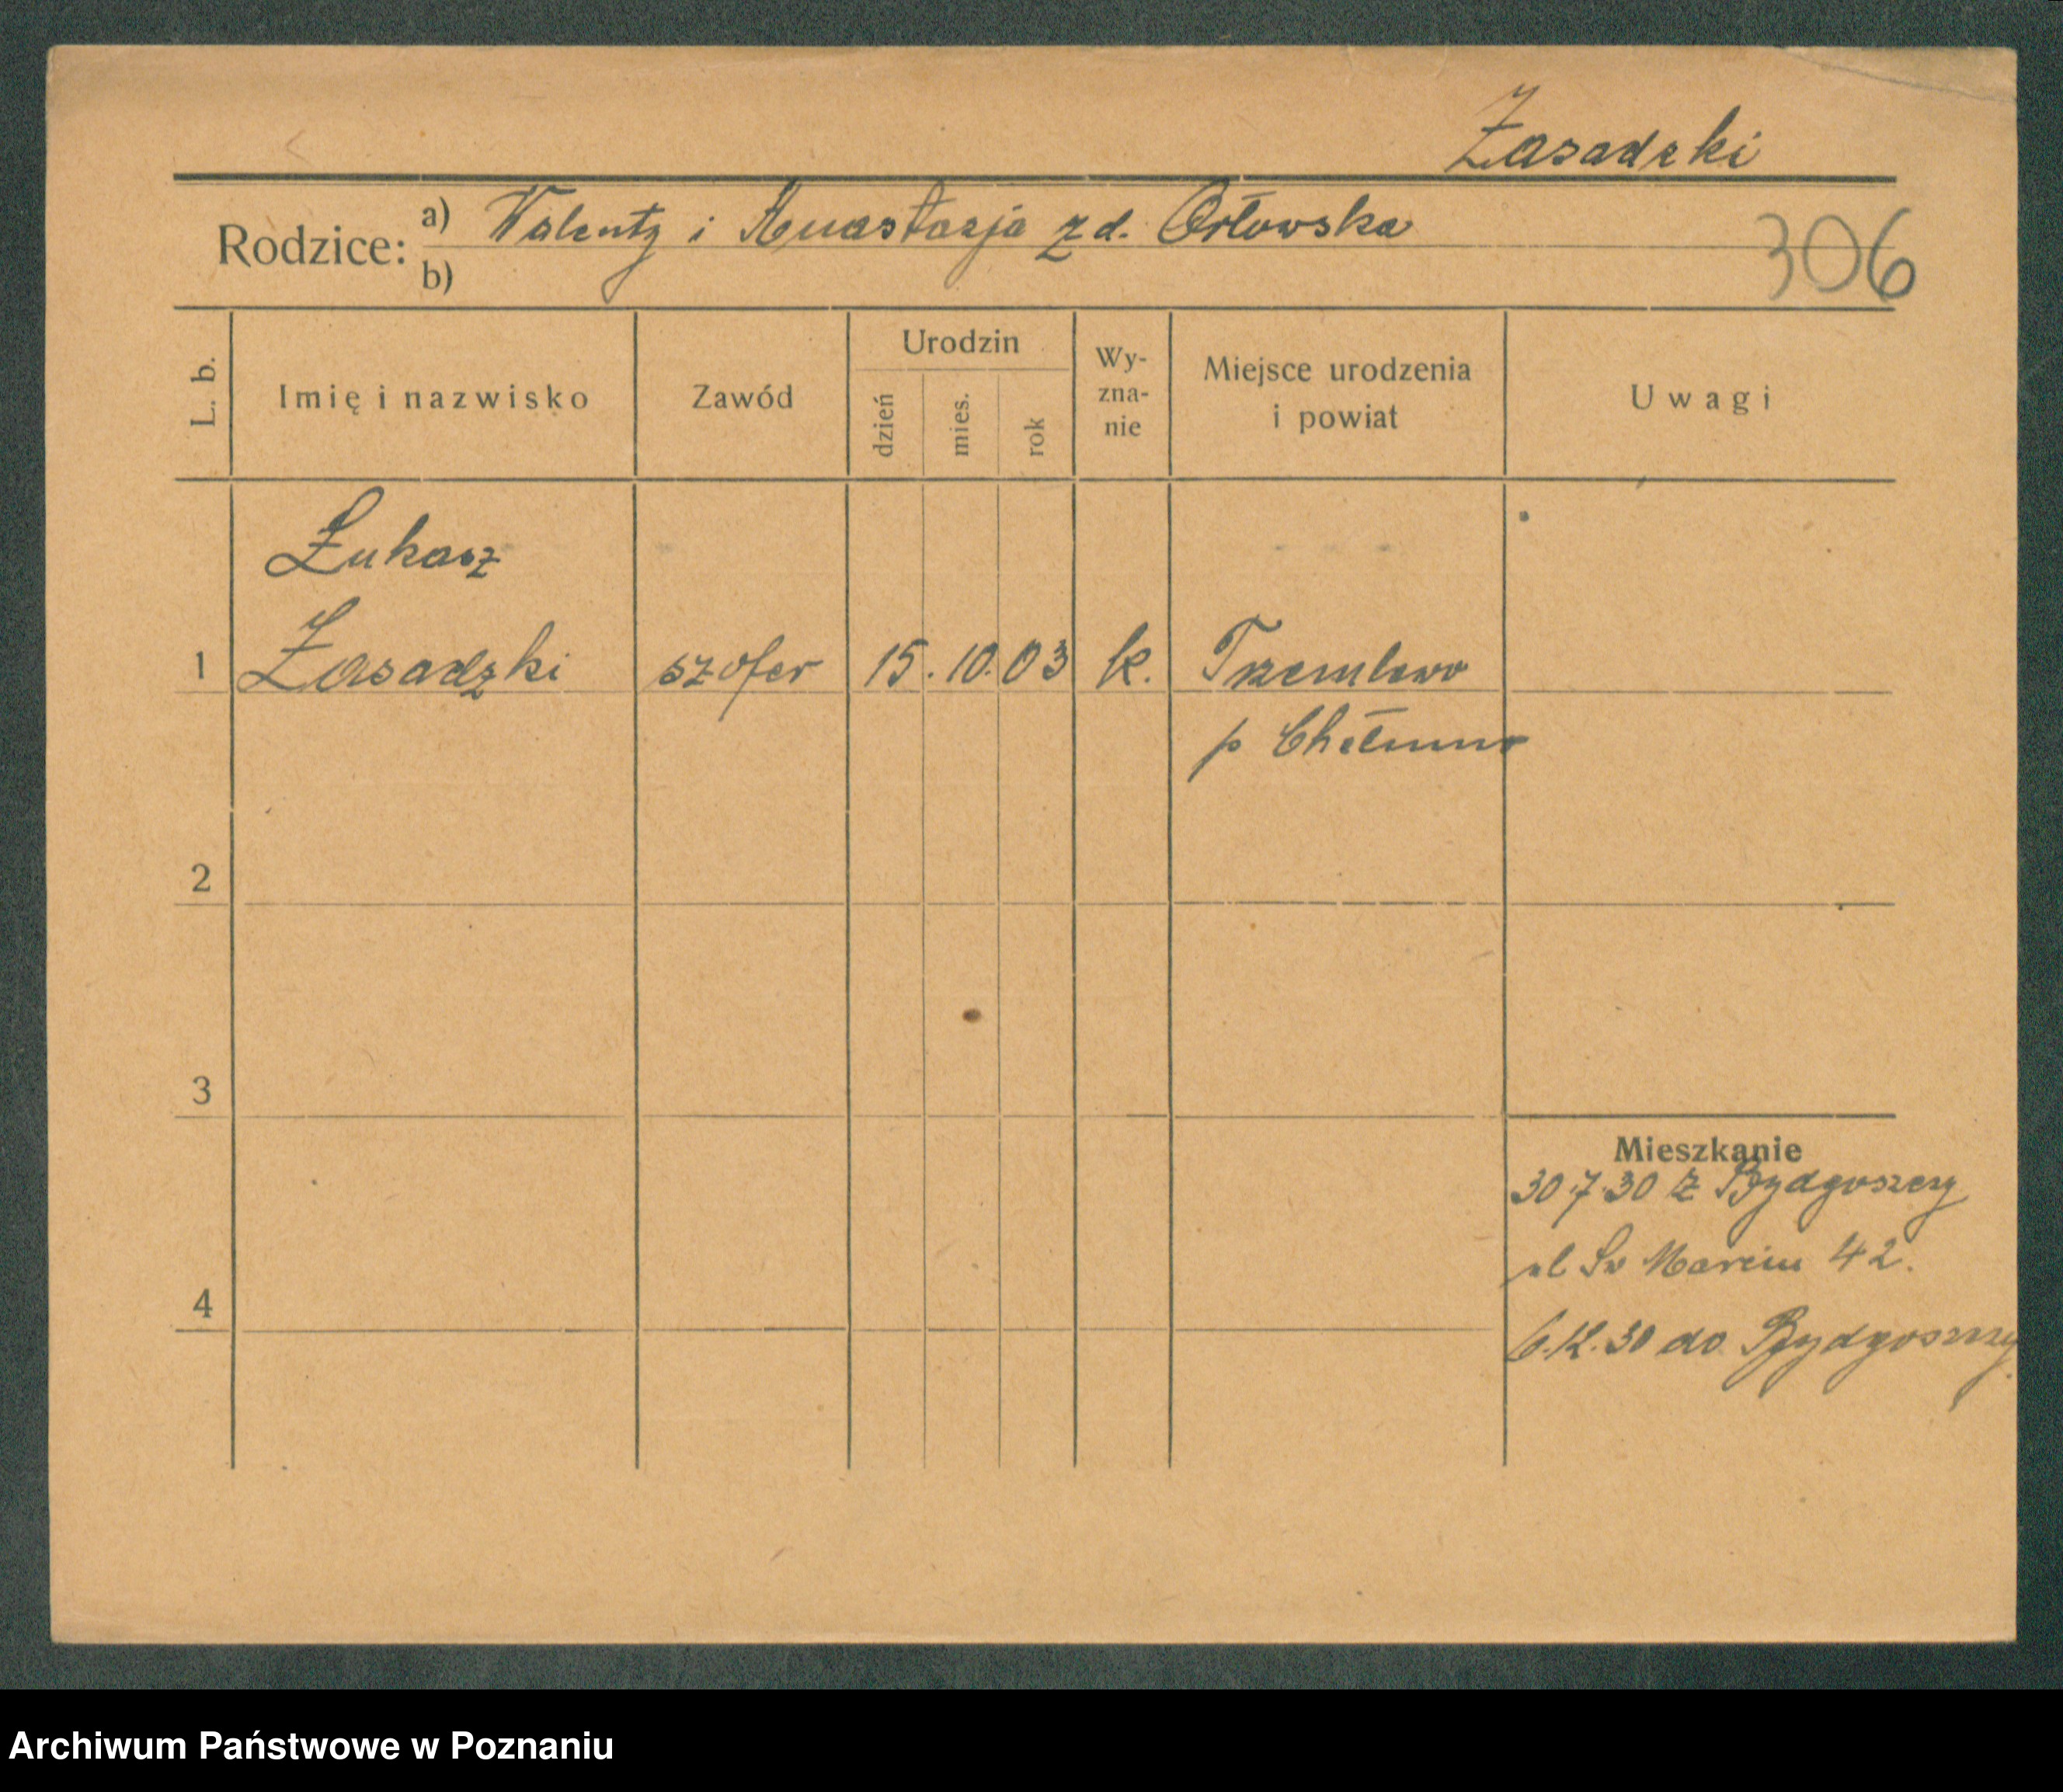 Zasadzki
Rodzice: a) Walenty i Anastazja z d. Orłowska
b)
306
L. b. Imię i nazwisko Zawód Urodzin dzień mies. rok Wy-zna-nie Miejsce urodzenia i powiat Uwagi
Łukasz
1 Zasadzki szofer 15. 10. 03 k.
p Chełmno
2
3
Mieszkanie
30.7.30 z Bydgoszczy
ul Św Marcin 42.
4
6.12.30 do Bydgoszczy.
Archiwum Państwowe w Poznaniu